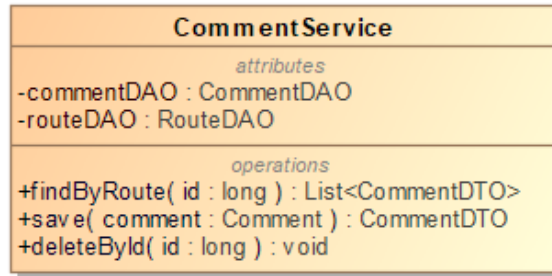 CommentService
attributes
-commentDAO : CommentDAO
-routeDAO : RouteDAO
operations
+findByRoute( id : long ) : List<CommentDTO>
+save( comment : Comment ) : CommentDTO
+deleteById( id : long ) : void